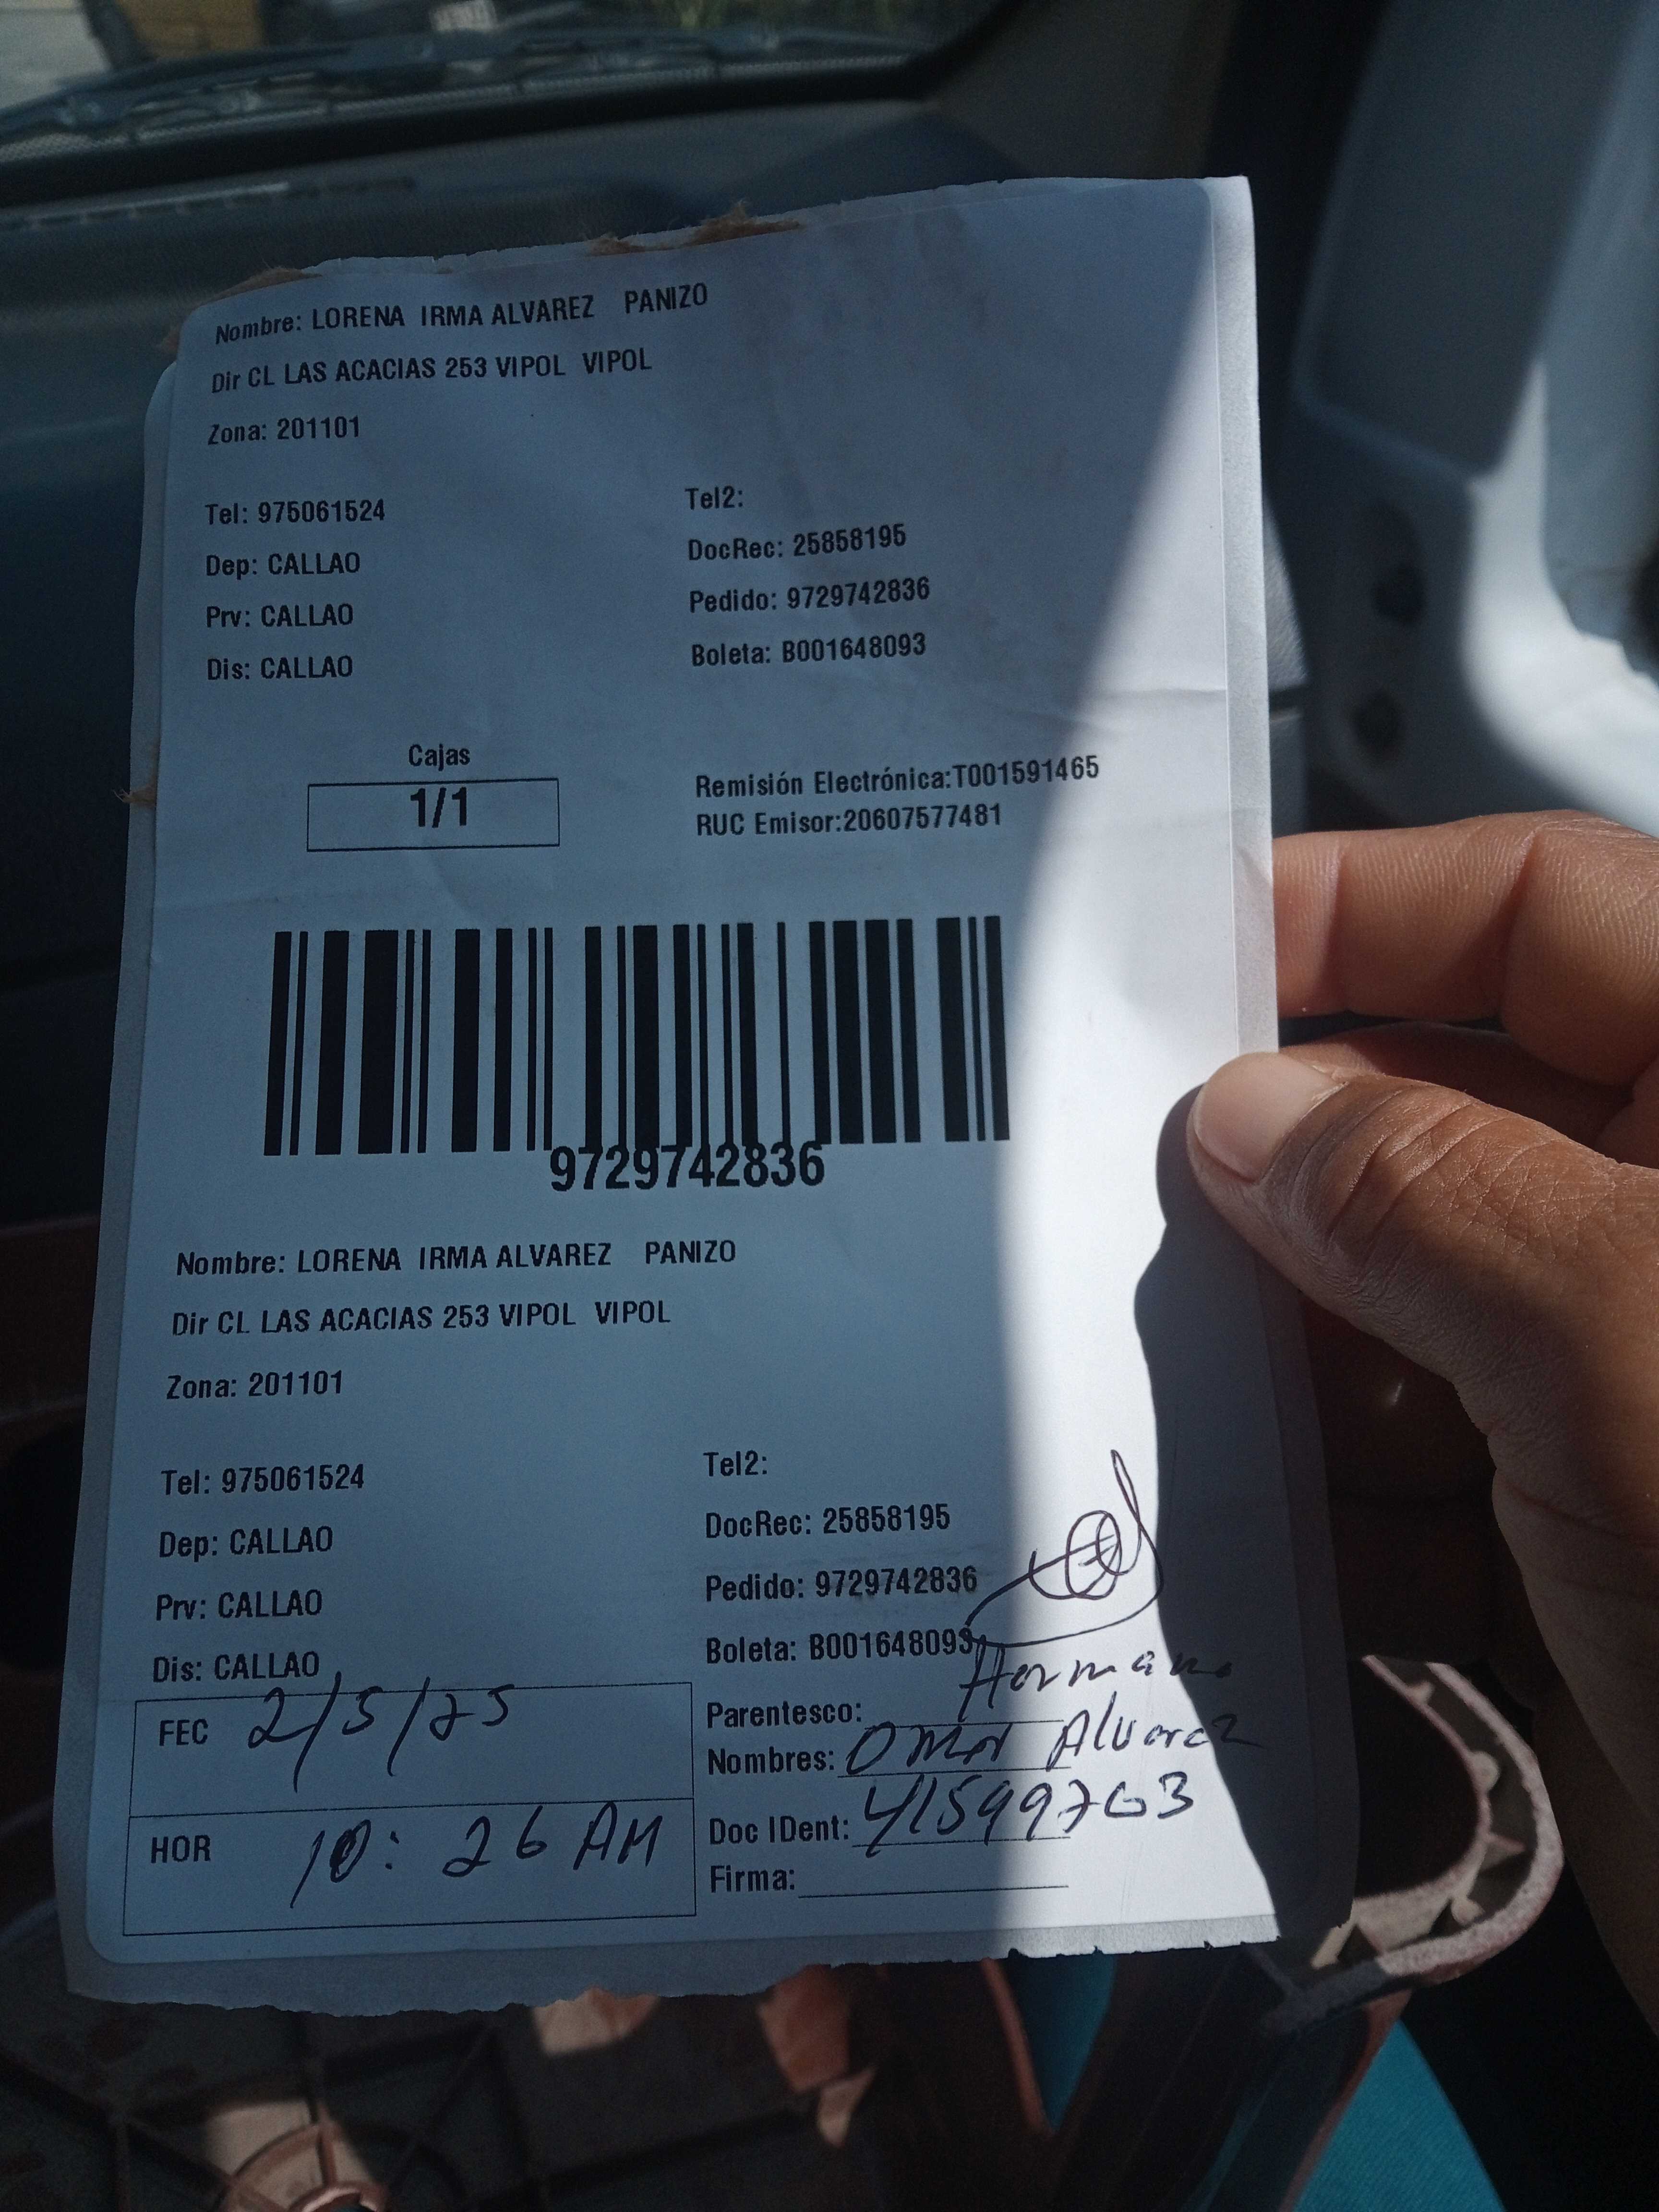 Nombre: LORENA IRMA ALVAREZ PANIZO
Dir CL LAS ACACIAS 253 VIPOL VIPOL
Zona: 201101
Tel: 975061524
Tel2:
Dep: CALLAO
DocRec: 25858195
Prv: CALLAO
Pedido: 9729742836
Dis: CALLAO
Boleta: B001648093
Cajas
1/1
Remisión Electrónica:T001591465
RUC Emisor:20607577481
9729742836
Nombre: LORENA IRMA ALVAREZ PANIZO
Dir CL LAS ACACIAS 253 VIPOL VIPOL
Zona: 201101
Tel: 975061524
Tel2:
Dep: CALLAO
DocRec: 25858195
Prv: CALLAO
Pedido: 9729742836
Dis: CALLAO
Boleta: B001648093
FEC 2/5/25
HOR 10:26 AM
Parentesco: Hermano
Nombres: Omar Alvarez
Doc IDent: 41599763
Firma: